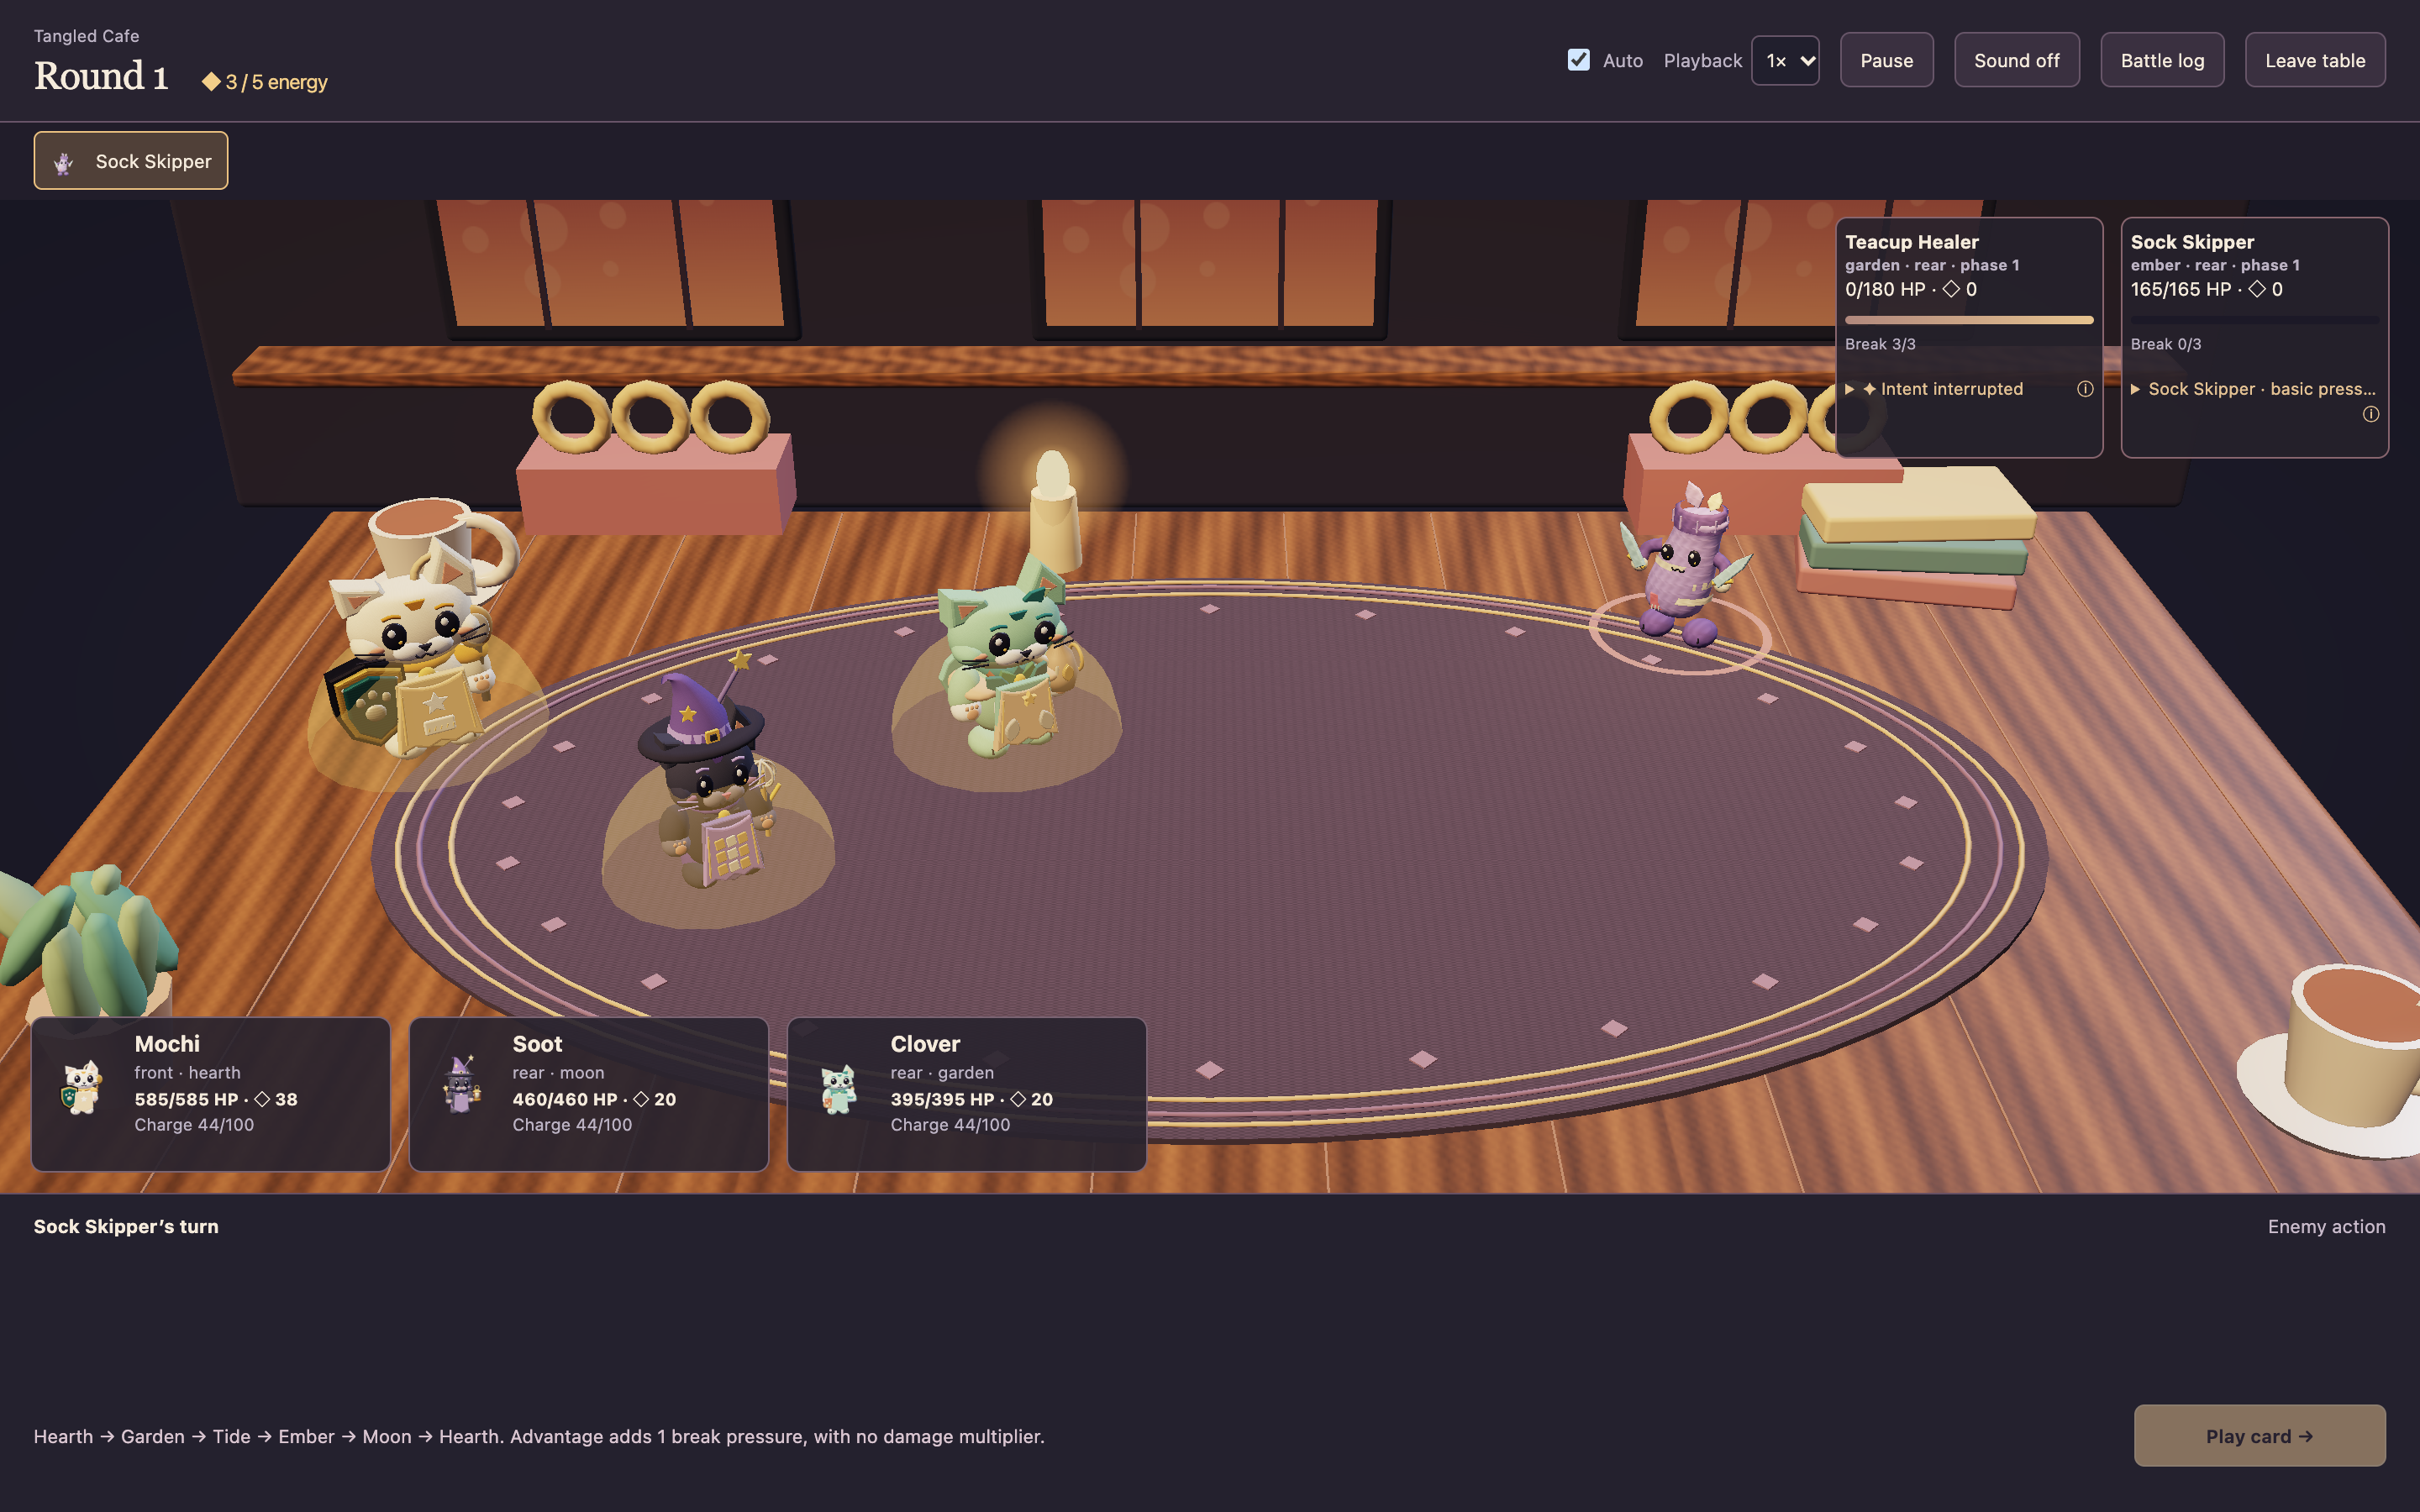 Tangled Cafe
Round 1
3 / 5 energy
Auto
Playback
1×
Pause
Sound off
Battle log
Leave table
Sock Skipper
Teacup Healer
garden · rear · phase 1
0/180 HP · ◇ 0
Break 3/3
▸ ✦ Intent interrupted ⓘ
Sock Skipper
ember · rear · phase 1
165/165 HP · ◇ 0
Break 0/3
▸ Sock Skipper · basic press... ⓘ
Mochi
front · hearth
585/585 HP · ◇ 38
Charge 44/100
Soot
rear · moon
460/460 HP · ◇ 20
Charge 44/100
Clover
rear · garden
395/395 HP · ◇ 20
Charge 44/100
Sock Skipper’s turn
Enemy action
Hearth → Garden → Tide → Ember → Moon → Hearth. Advantage adds 1 break pressure, with no damage multiplier.
Play card →